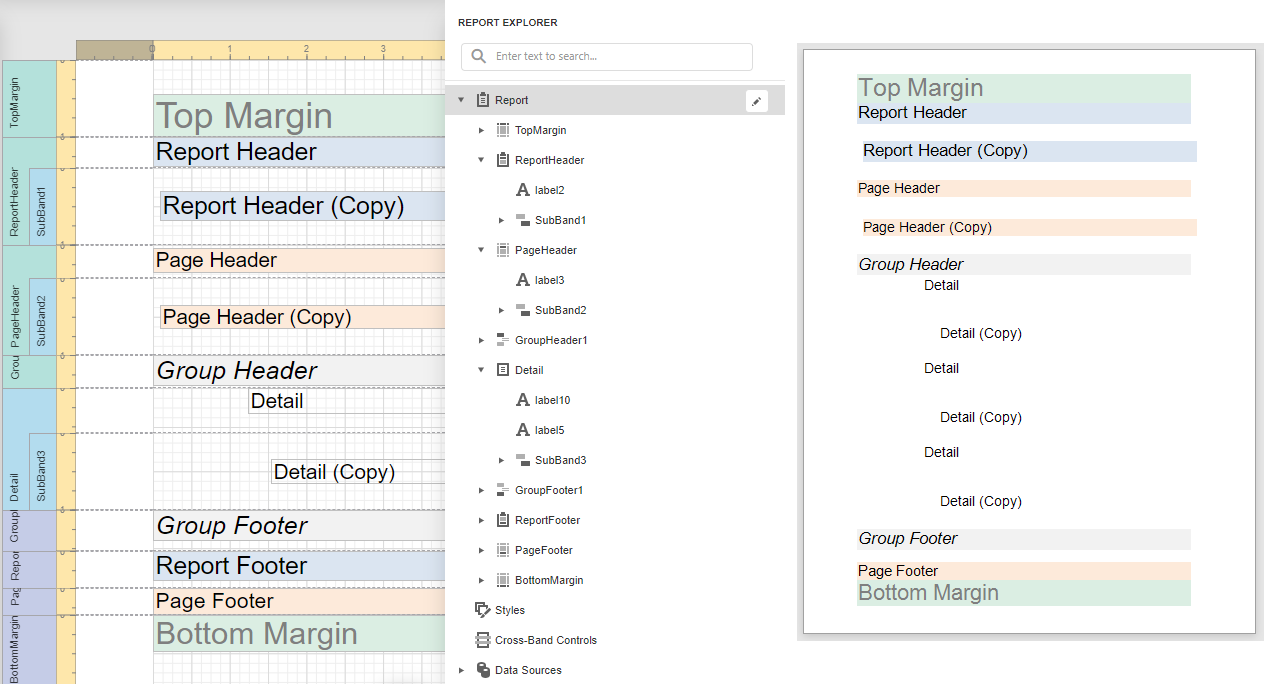 0 1 2 3
TopMargin
Top Margin
Report Header
ReportHeader
SubBand1
Report Header (Copy)
Page Header
PageHeader
SubBand2
Page Header (Copy)
Grou
Group Header
Detail
Detail
SubBand3
Detail (Copy)
Group
Group Footer
Repor
Report Footer
Pag
Page Footer
BottomMargin
Bottom Margin
REPORT EXPLORER
Enter text to search...
Report
TopMargin
ReportHeader
label2
SubBand1
PageHeader
label3
SubBand2
GroupHeader1
Detail
label10
label5
SubBand3
GroupFooter1
ReportFooter
PageFooter
BottomMargin
Styles
Cross-Band Controls
Data Sources
Top Margin
Report Header
Report Header (Copy)
Page Header
Page Header (Copy)
Group Header
Detail
Detail (Copy)
Detail
Detail (Copy)
Detail
Detail (Copy)
Group Footer
Page Footer
Bottom Margin